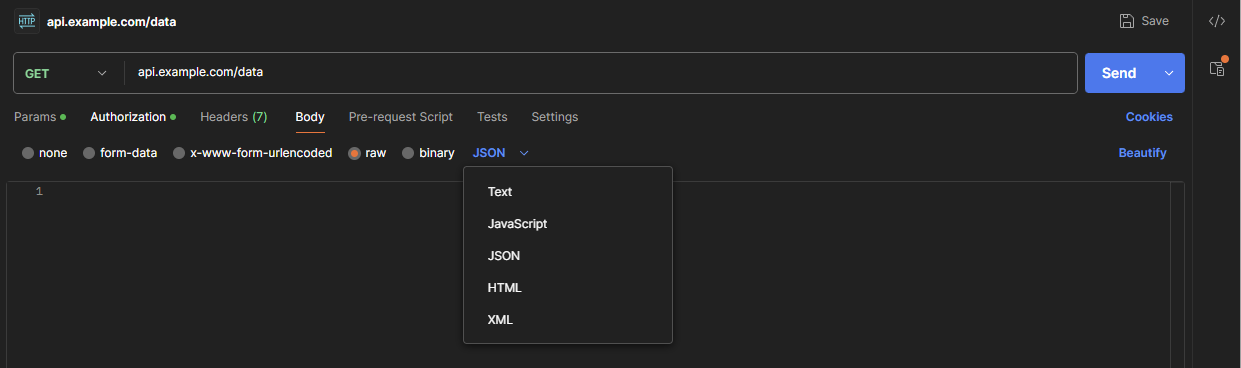 HTTP api.example.com/data Save </>
GET api.example.com/data Send
Params Authorization Headers (7) Body Pre-request Script Tests Settings Cookies
none form-data x-www-form-urlencoded raw binary JSON Beautify
1
Text
JavaScript
JSON
HTML
XML